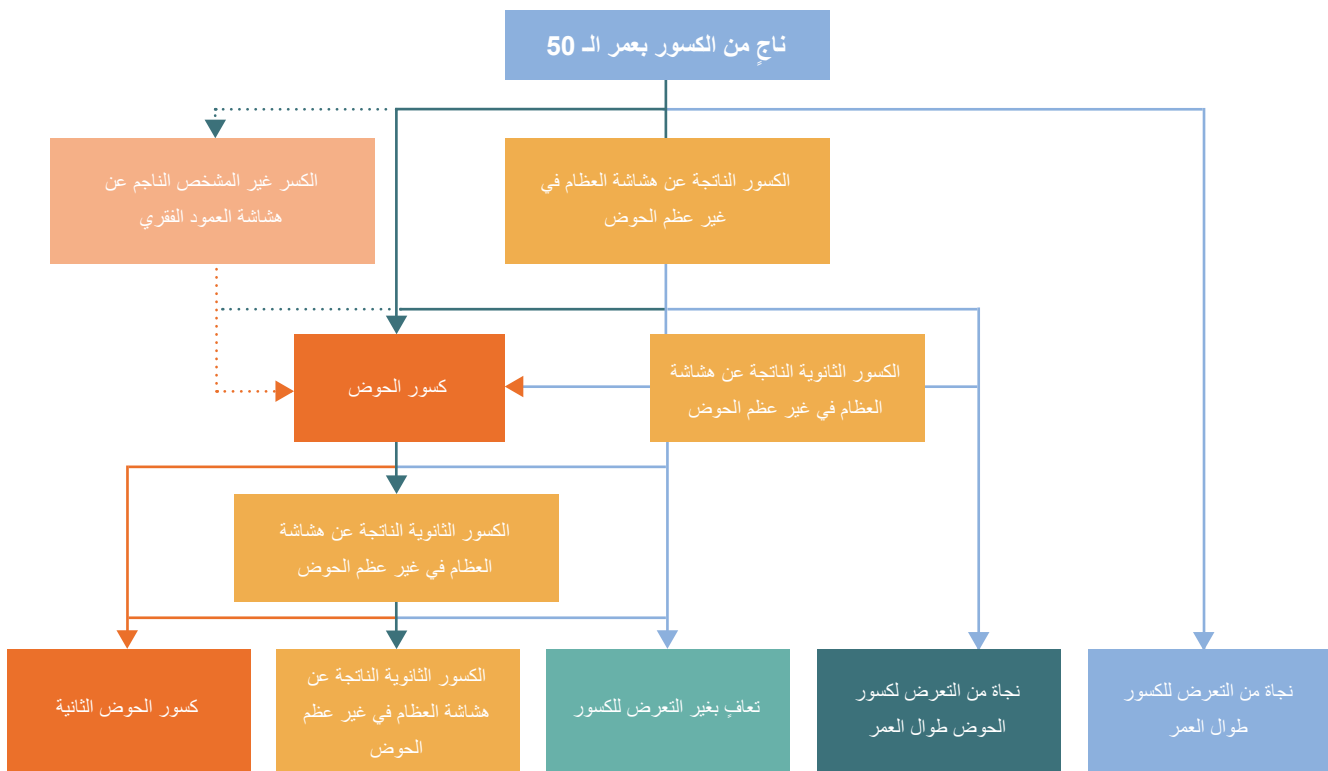 ناجٍ من الكسور بعمر الـ 50
الكسور الناتجة عن هشاشة العظام في
غير عظم الحوض
الكسر غير المشخص الناجم عن
هشاشة العمود الفقري
الكسور الثانوية الناتجة عن هشاشة
العظام في غير عظم الحوض
كسور الحوض
الكسور الثانوية الناتجة عن هشاشة
العظام في غير عظم الحوض
نجاة من التعرض للكسور
طوال العمر
نجاة من التعرض لكسور
الحوض طوال العمر
تعافٍ بغير التعرض للكسور
الكسور الثانوية الناتجة عن
هشاشة العظام في غير عظم
الحوض
كسور الحوض الثانية